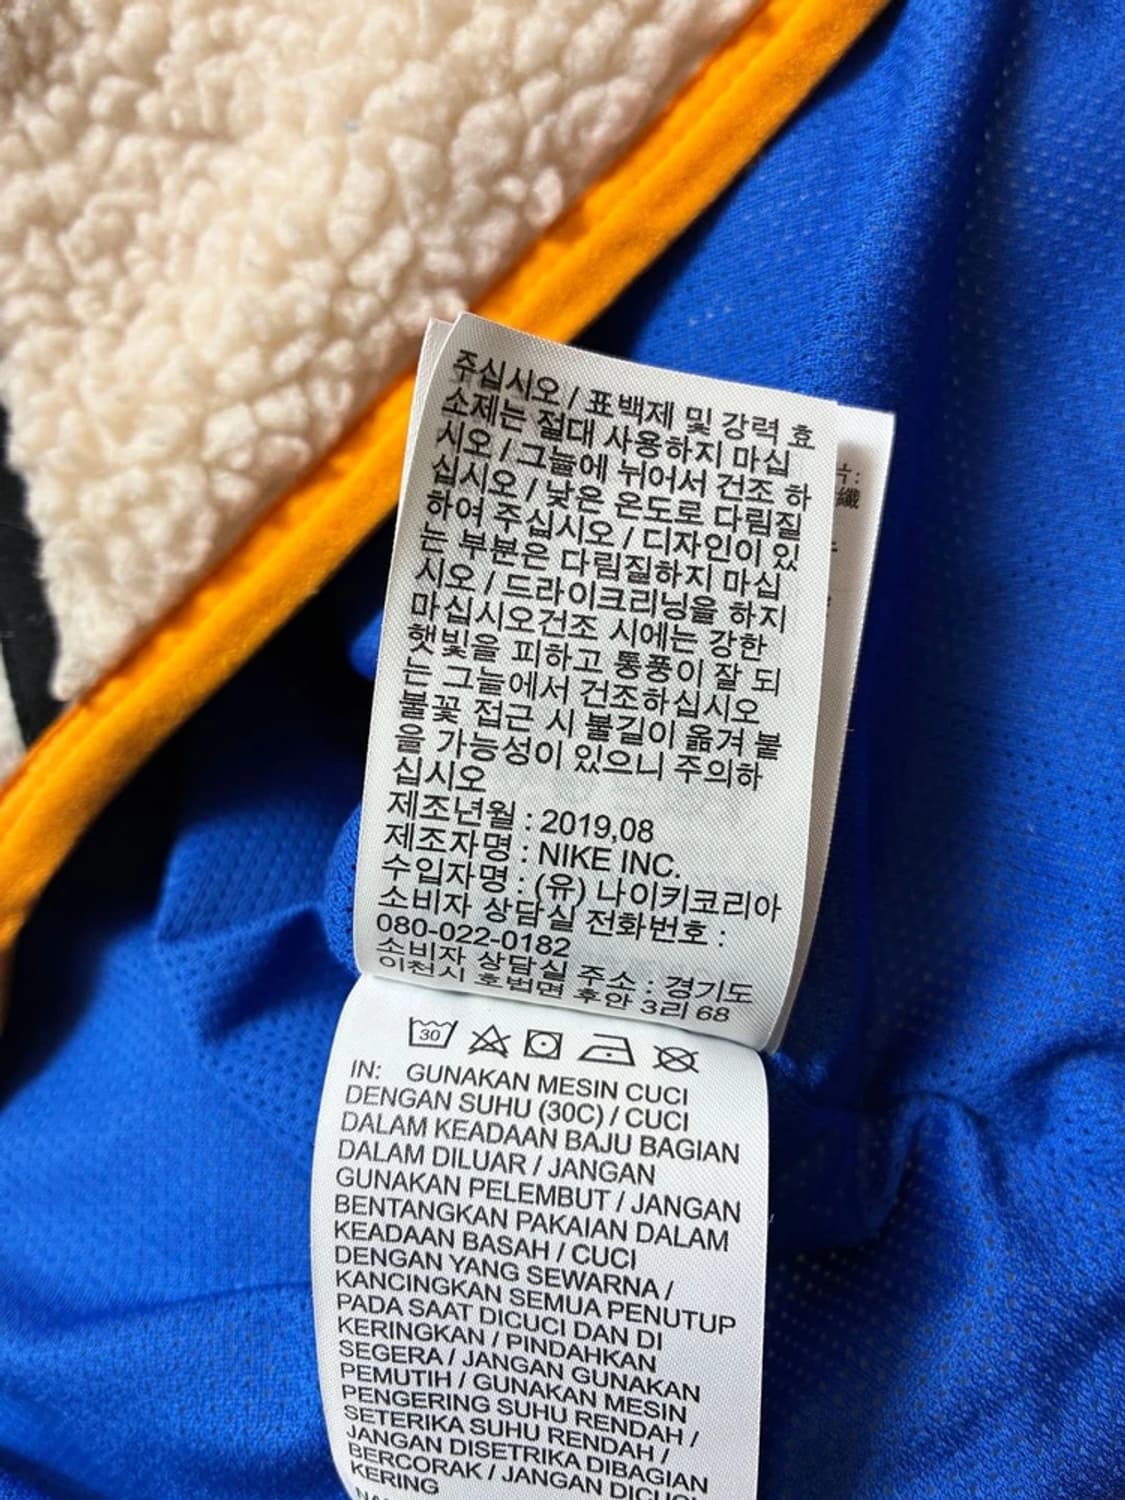 주십시오 / 표백제 및 강력 효
소제는 절대 사용하지 마십
시오 / 그늘에 뉘어서 건조 하
십시오 / 낮은 온도로 다림질
하여 주십시오 / 디자인이 있
는 부분은 다림질하지 마십
시오 / 드라이크리닝을 하지
마십시오건조 시에는 강한
햇빛을 피하고 통풍이 잘 되
는 그늘에서 건조하십시오
불꽃 접근 시 불길이 옮겨 붙
을 가능성이 있으니 주의하
십시오
제조년월 : 2019,08
제조자명 : NIKE INC.
수입자명 : (유) 나이키코리아
소비자 상담실 전화번호 :
080-022-0182
소비자 상담실 주소 : 경기도
이천시 호법면 후안 3리 68
纖
30
IN: GUNAKAN MESIN CUCI
DENGAN SUHU (30C) / CUCI
DALAM KEADAAN BAJU BAGIAN
DALAM DILUAR / JANGAN
GUNAKAN PELEMBUT / JANGAN
BENTANGKAN PAKAIAN DALAM
KEADAAN BASAH / CUCI
DENGAN YANG SEWARNA /
KANCINGKAN SEMUA PENUTUP
PADA SAAT DICUCI DAN DI
KERINGKAN / PINDAHKAN
SEGERA / JANGAN GUNAKAN
PEMUTIH / GUNAKAN MESIN
PENGERING SUHU RENDAH /
SETERIKA SUHU RENDAH /
JANGAN DISETRIKA DIBAGIAN
BERCORAK / JANGAN DICUCI
KERING